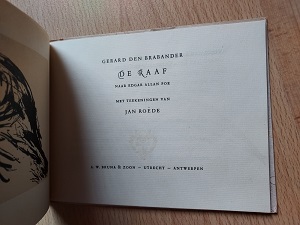 GERARD DEN BRABANDER
DE RAAF
NAAR EDGAR ALLAN POE
MET TEEKENINGEN VAN
JAN ROEDE
A. W. BRUNA & ZOON — UTRECHT — ANTWERPEN